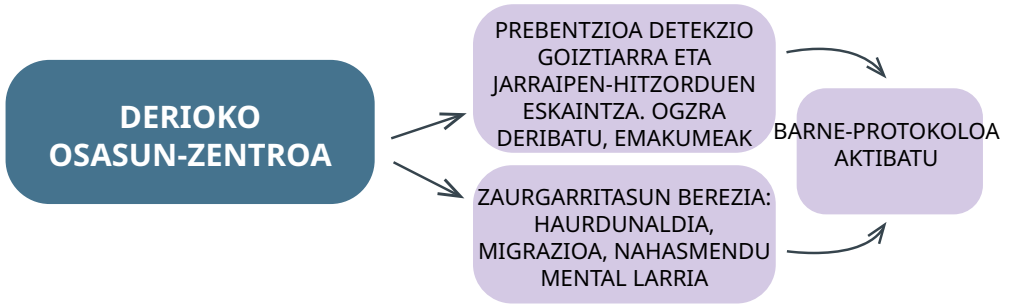 DERIOKO
OSASUN-ZENTROA
PREBENTZIOA DETEKZIO
GOIZTIARRA ETA
JARRAIPEN-HITZORDUEN
ESKAINTZA. OGZRA
DERIBATU, EMAKUMEAK
ZAURGARRITASUN BEREZIA:
HAURDUNALDIA,
MIGRAZIOA, NAHASMENDU
MENTAL LARRIA
BARNE-PROTOKOLOA
AKTIBATU